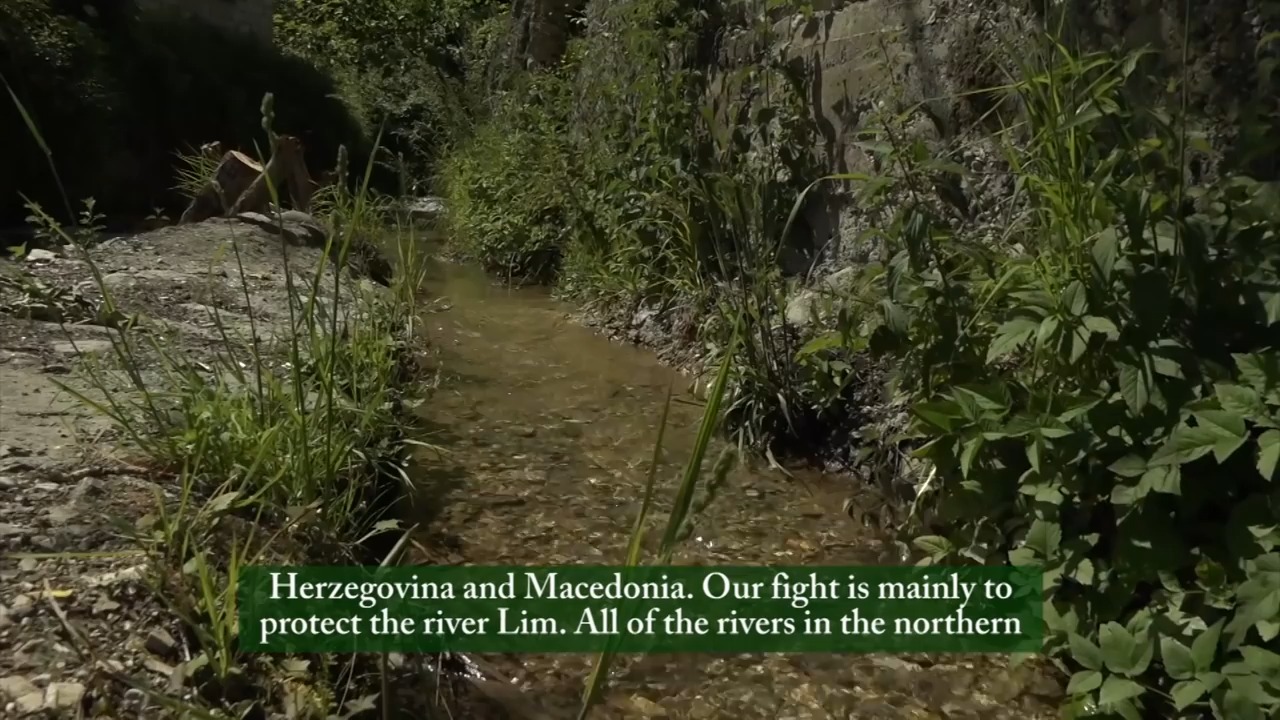 Herzegovina and Macedonia. Our fight is mainly to
protect the river Lim. All of the rivers in the northern